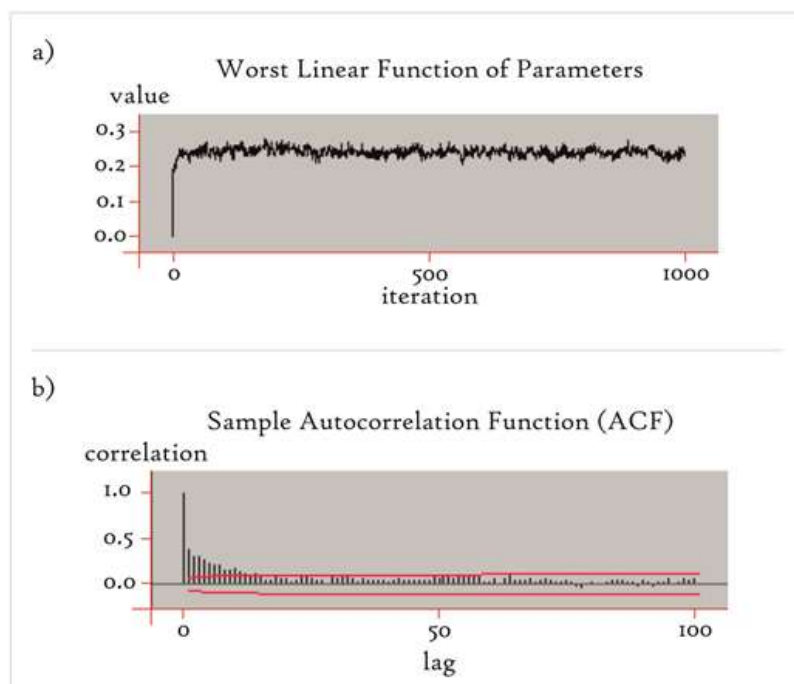 a)
Worst Linear Function of Parameters
value
0.3
0.2
0.1
0.0
0 500 1000
iteration
b)
Sample Autocorrelation Function (ACF)
correlation
1.0
0.5
0.0
0 50 100
lag